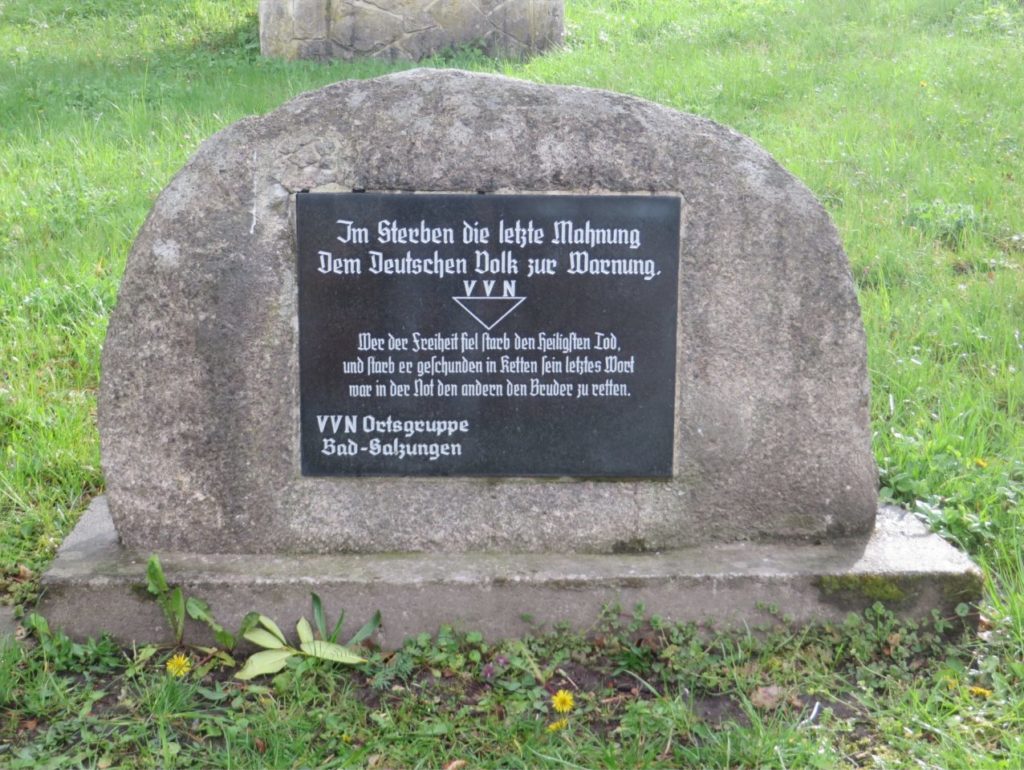 Im Sterben die letzte Mahnung
Dem Deutschen Volk zur Warnung.
VVN
Wer der Freiheit fiel starb den Heiligsten Tod,
und starb er geschunden in Ketten sein letztes Wort
war in der Not den andern den Bruder zu retten.
VVN Ortsgruppe
Bad-Salzungen